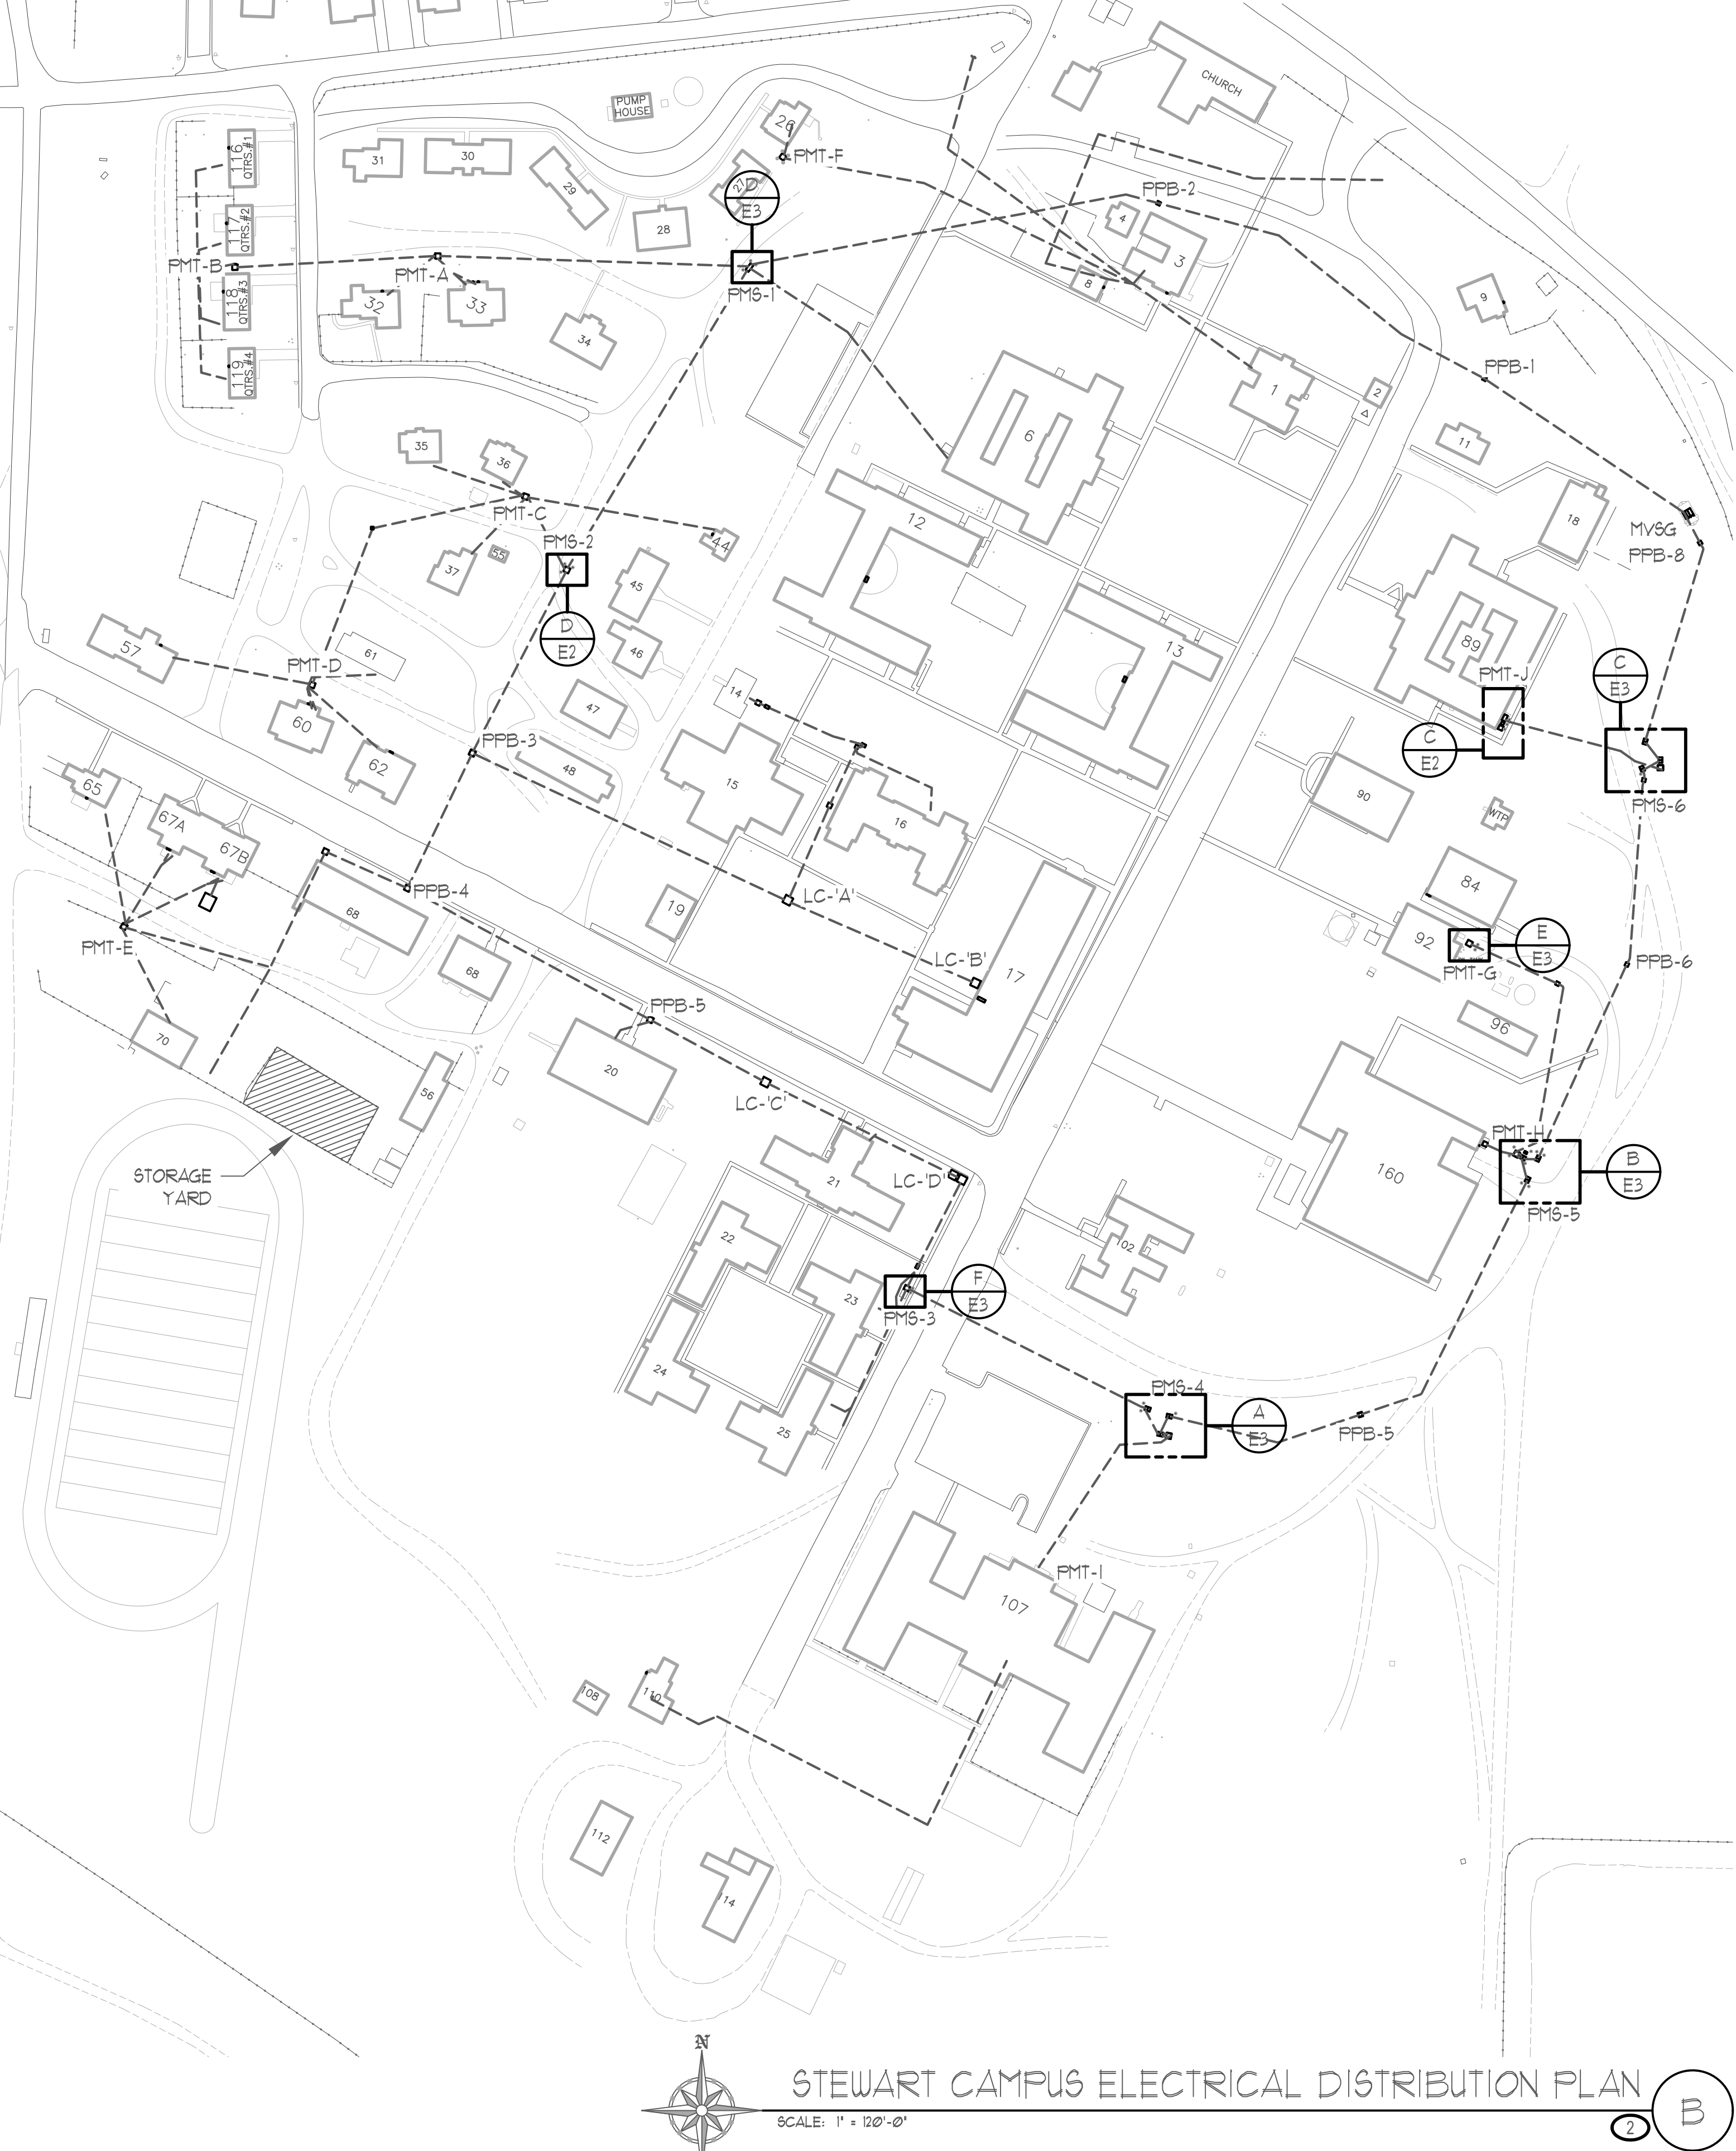 CHURCH
PUMP
HOUSE
26
PMT-F
116
QTRS.#1
31
30
29
27
D
E3
PPB-2
4
3
117
QTRS.#2
28
PMT-B
PMT-A
PMS-1
8
118
QTRS.#3
32
33
9
34
119
QTRS.#4
PPB-1
1
2
6
11
35
36
PMT-C
12
18
MVSG
PPB-8
PMS-2
44
55
37
45
D
E2
46
13
89
57
61
PMT-D
PMT-J
C
E3
14
60
47
C
E2
PPB-3
62
48
15
90
65
67A
67B
16
WTP
PMS-6
PPB-4
LC-'A'
84
68
19
92
E
E3
PMT-E
68
LC-'B'
17
PMT-G
PPB-6
PPB-5
96
70
20
56
LC-'C'
PMT-H
STORAGE
YARD
21
LC-'D'
160
B
E3
PMS-5
22
102
23
F
E3
PMS-3
24
PMS-4
A
E3
25
PPB-5
PMT-I
107
108
110
112
114
N
STEWART CAMPUS ELECTRICAL DISTRIBUTION PLAN
SCALE: 1" = 120'-0"
2
B